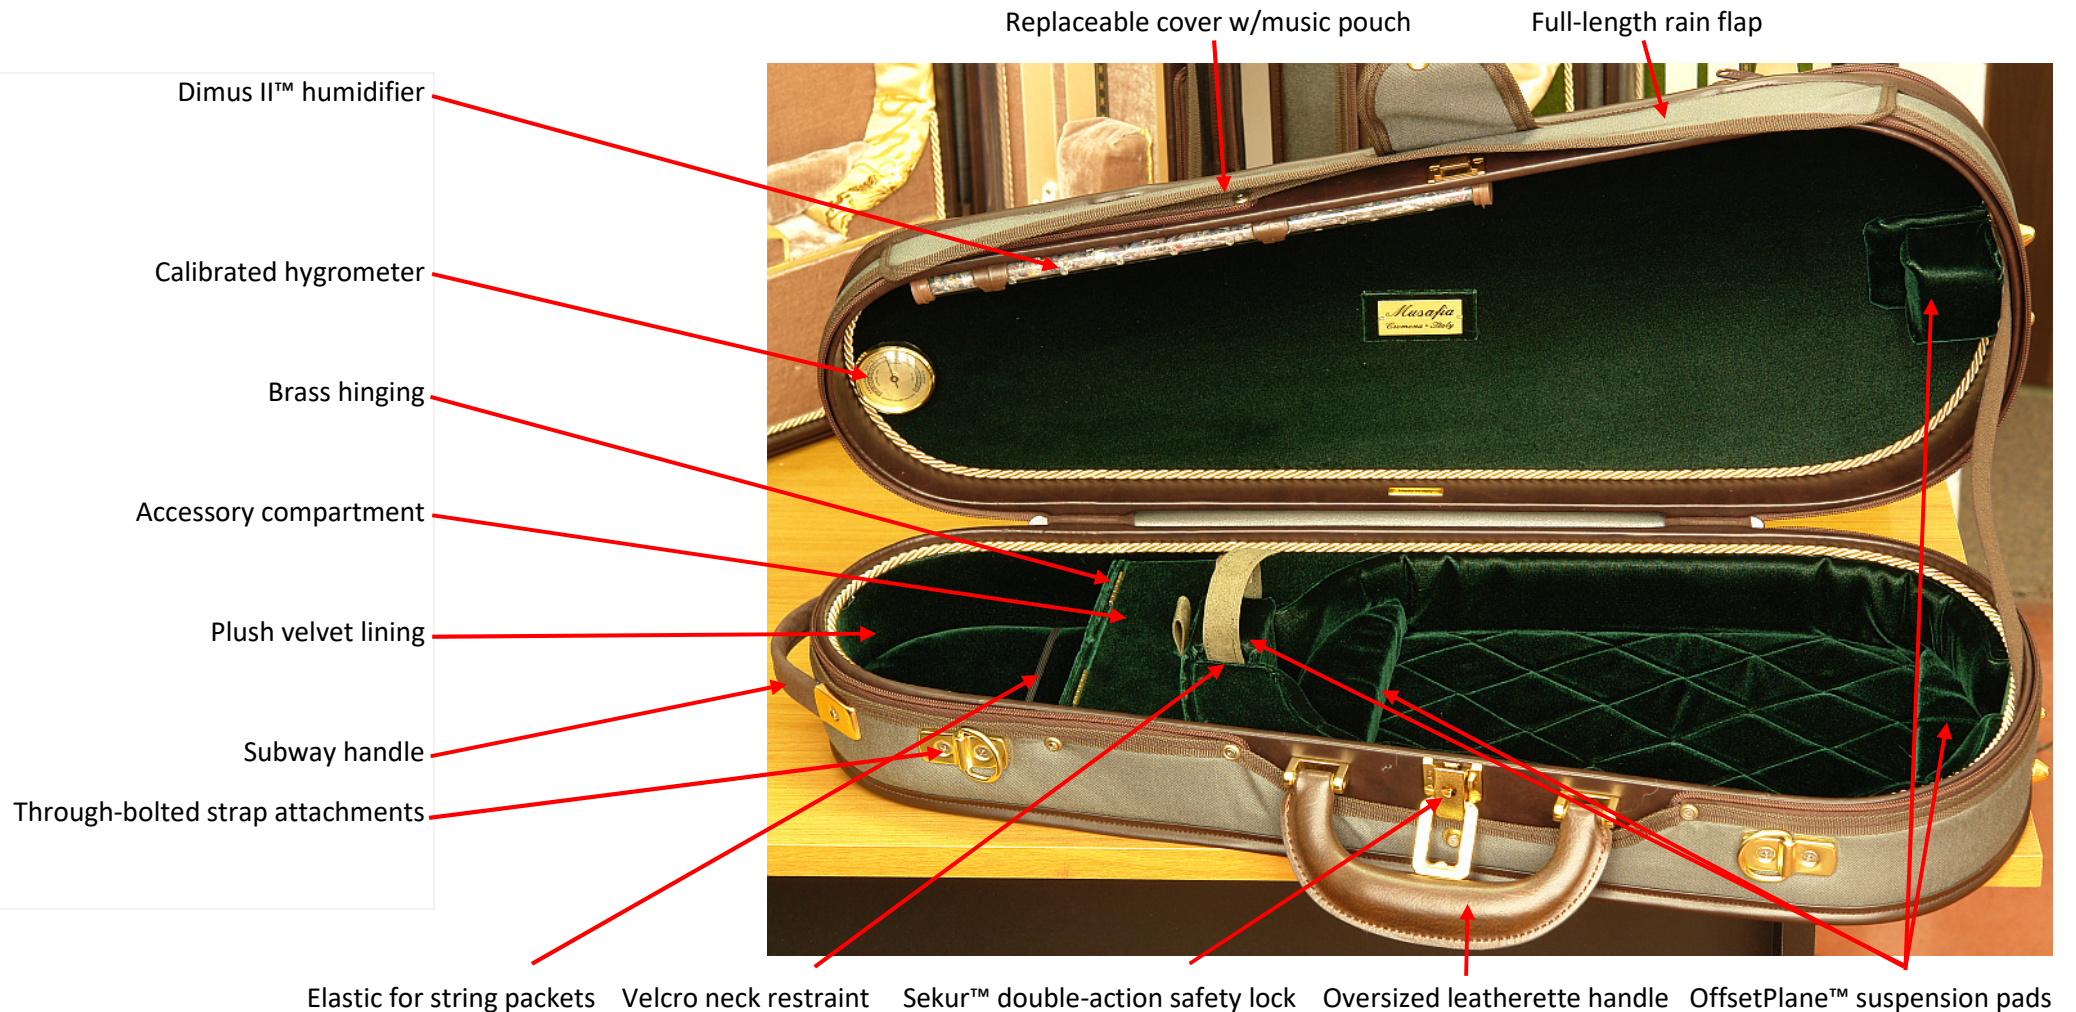 Replaceable cover w/music pouch
Full-length rain flap
Dimus II™ humidifier
Calibrated hygrometer
Brass hinging
Accessory compartment
Plush velvet lining
Subway handle
Through-bolted strap attachments
Musafia
Cremona - Italy
Elastic for string packets
Velcro neck restraint
Sekur™ double-action safety lock
Oversized leatherette handle
OffsetPlane™ suspension pads